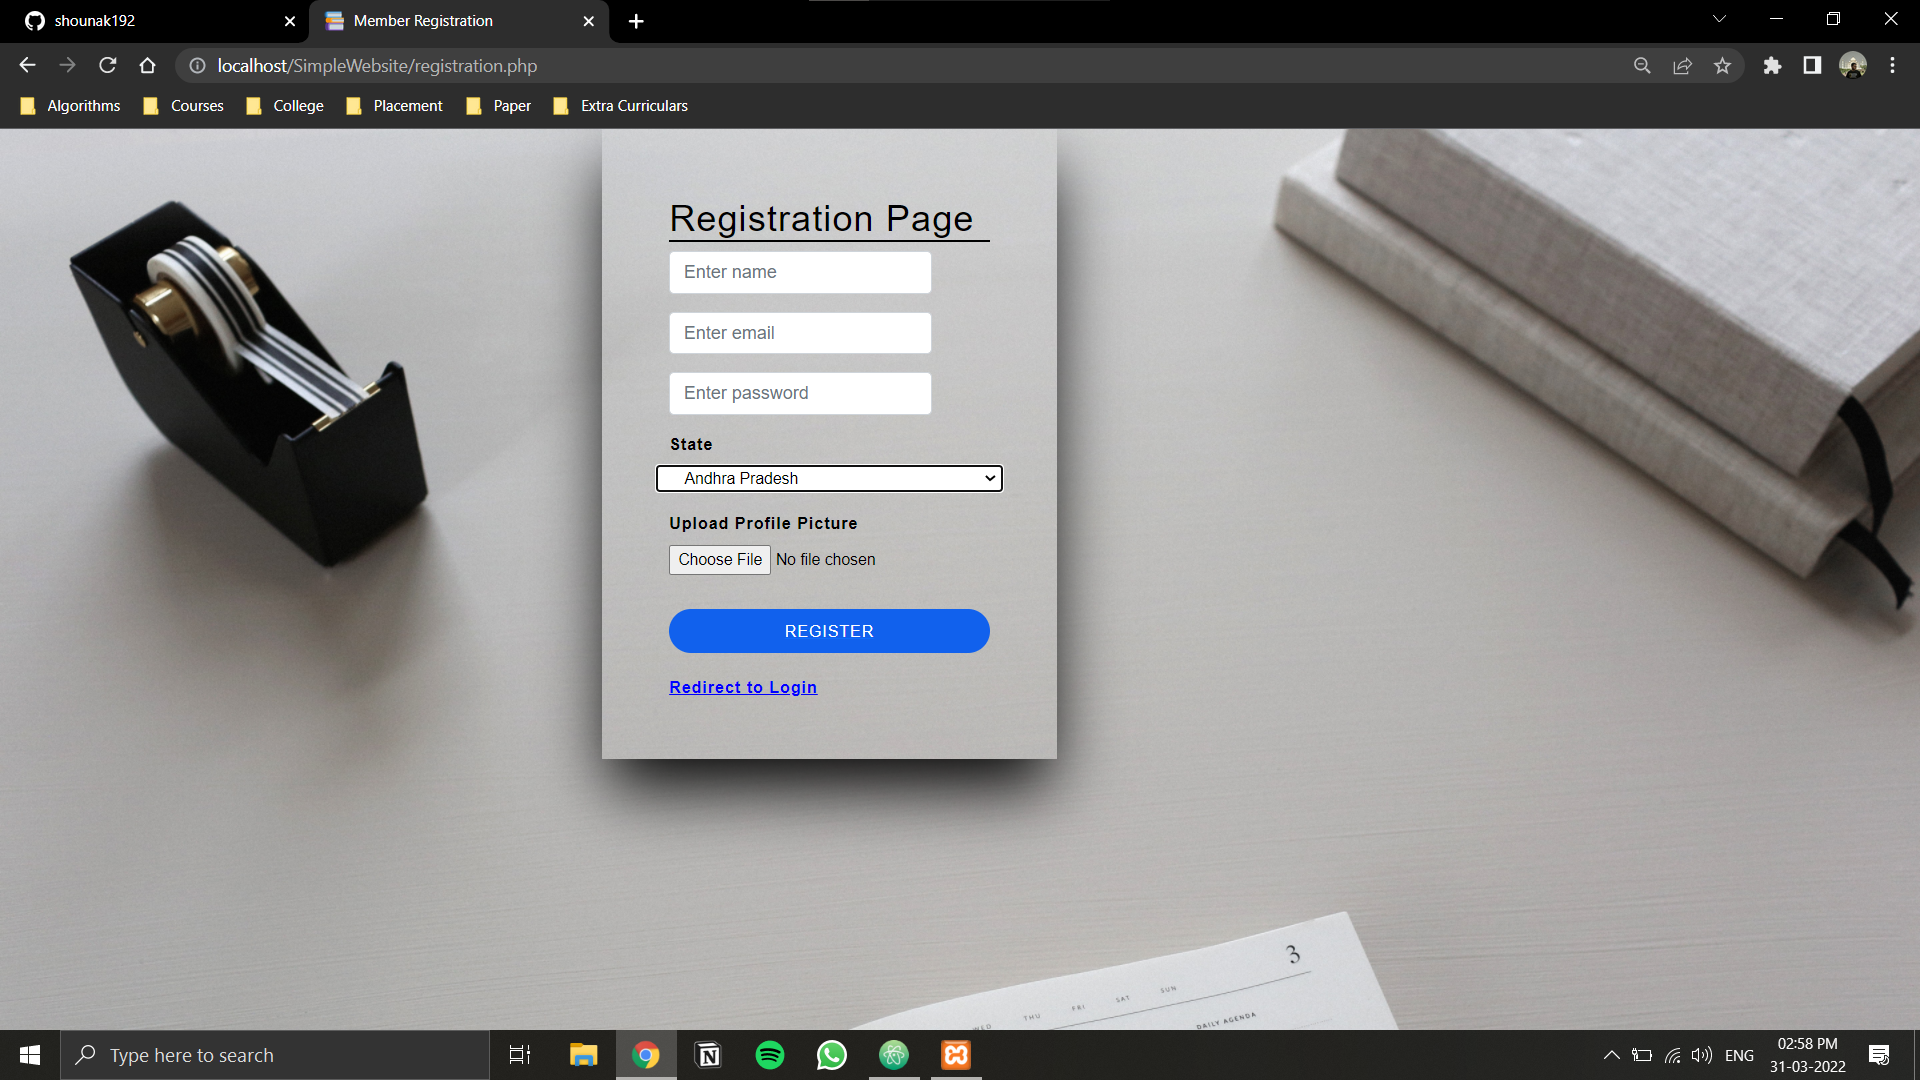 shounak192
Member Registration
localhost/SimpleWebsite/registration.php
Algorithms
Courses
College
Placement
Paper
Extra Curriculars
Registration Page
Enter name
Enter email
Enter password
State
Andhra Pradesh
Upload Profile Picture
Choose File No file chosen
REGISTER
Redirect to Login
3
THU FRI SAT SUN
DAILY AGENDA
Type here to search
ENG
02:58 PM
31-03-2022